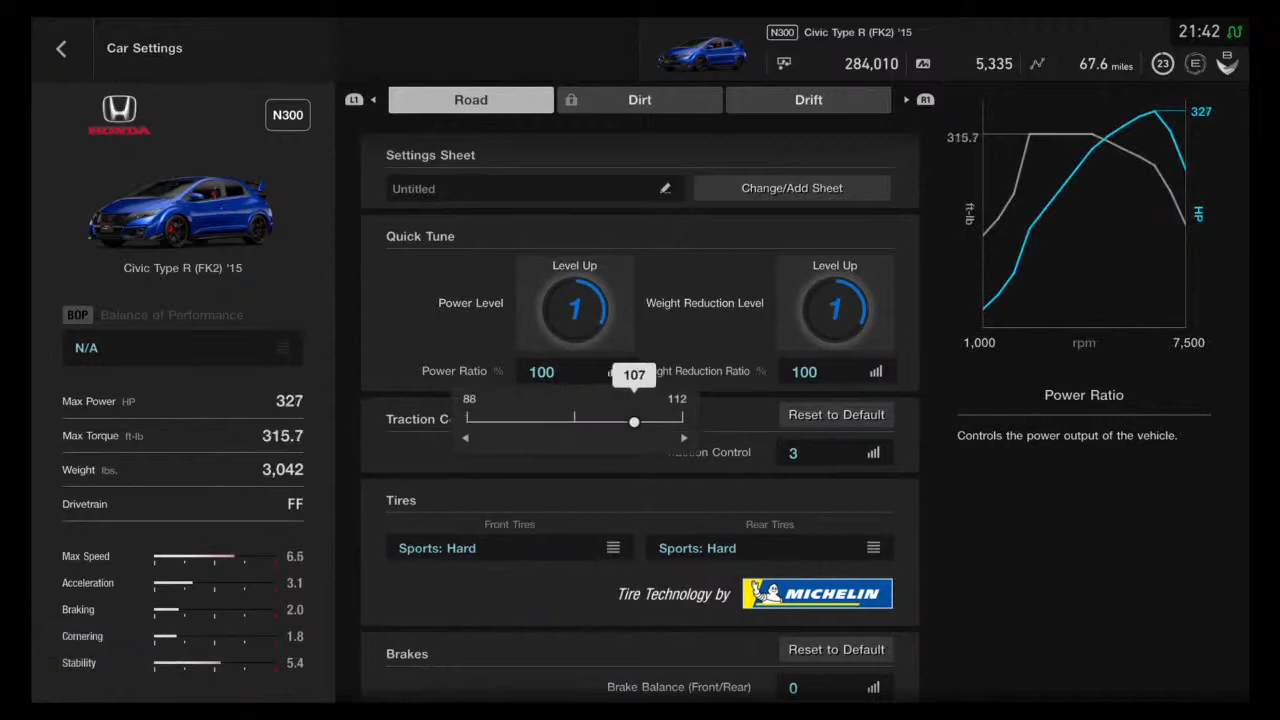 Car Settings
N300 Civic Type R (FK2) '15
284,010 5,335 67.6 miles 23 E B
21:42
HONDA
N300
Civic Type R (FK2) '15
BOP Balance of Performance
N/A
Max Power HP 327
Max Torque ft-lb 315.7
Weight lbs. 3,042
Drivetrain FF
Max Speed 6.6
Acceleration 3.1
Braking 2.0
Cornering 1.8
Stability 5.4
L1 Road Dirt Drift R1
Settings Sheet
Untitled Change/Add Sheet
Quick Tune
Level Up Level Up
Power Level 1 Weight Reduction Level 1
Power Ratio % 100 ght Reduction Ratio % 100
107
88 112
Traction C Reset to Default
Control 3
Tires
Front Tires Rear Tires
Sports: Hard Sports: Hard
Tire Technology by MICHELIN
Brakes Reset to Default
Brake Balance (Front/Rear) 0
327
315.7
ft-lb HP
1,000 rpm 7,500
Power Ratio
Controls the power output of the vehicle.